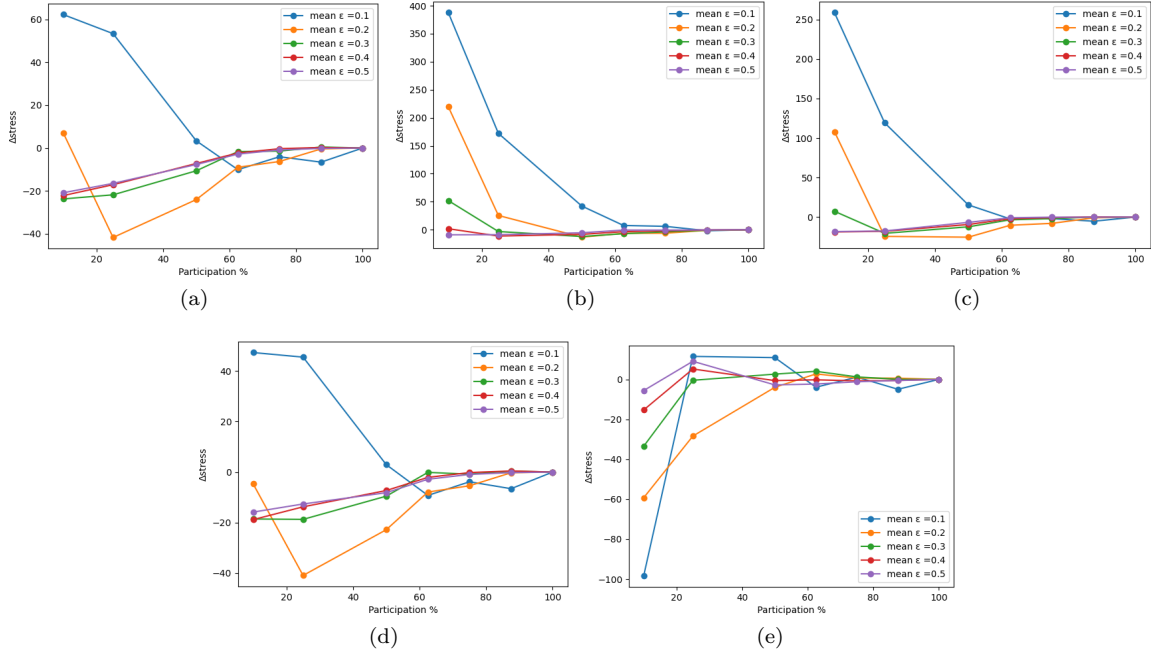 60
40
20
0
−20
−40
Δstress
mean ε =0.1
mean ε =0.2
mean ε =0.3
mean ε =0.4
mean ε =0.5
20 40 60 80 100
Participation %
(a)
400
350
300
250
200
150
100
50
0
Δstress
mean ε =0.1
mean ε =0.2
mean ε =0.3
mean ε =0.4
mean ε =0.5
20 40 60 80 100
Participation %
(b)
250
200
150
100
50
0
Δstress
mean ε =0.1
mean ε =0.2
mean ε =0.3
mean ε =0.4
mean ε =0.5
20 40 60 80 100
Participation %
(c)
40
20
0
−20
−40
Δstress
mean ε =0.1
mean ε =0.2
mean ε =0.3
mean ε =0.4
mean ε =0.5
20 40 60 80 100
Participation %
(d)
0
−20
−40
−60
−80
−100
Δstress
mean ε =0.1
mean ε =0.2
mean ε =0.3
mean ε =0.4
mean ε =0.5
20 40 60 80 100
Participation %
(e)